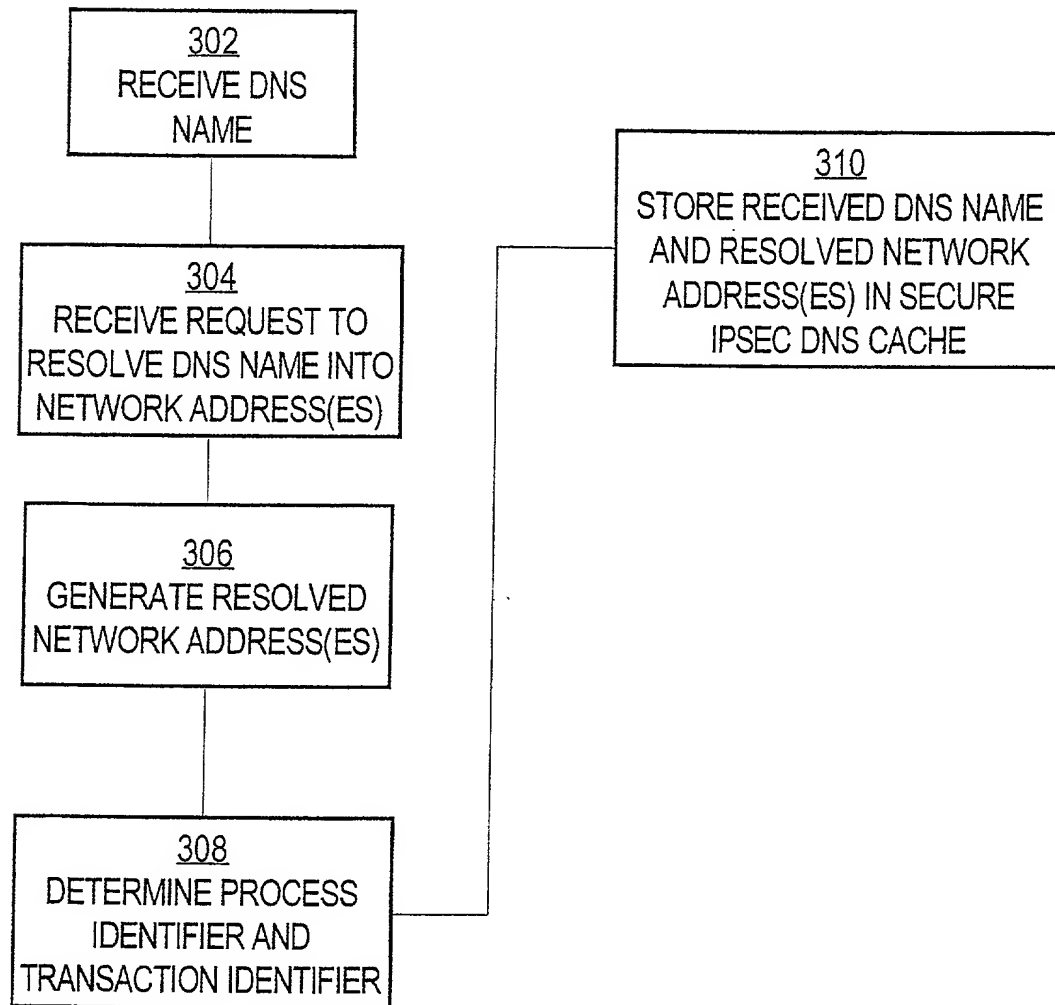 302
RECEIVE DNS
NAME
304
RECEIVE REQUEST TO
RESOLVE DNS NAME INTO
NETWORK ADDRESS(ES)
306
GENERATE RESOLVED
NETWORK ADDRESS(ES)
308
DETERMINE PROCESS
IDENTIFIER AND
TRANSACTION IDENTIFIER
310
STORE RECEIVED DNS NAME
AND RESOLVED NETWORK
ADDRESS(ES) IN SECURE
IPSEC DNS CACHE